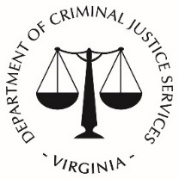 DEPARTMENT OF CRIMINAL JUSTICE SERVICES
- VIRGINIA -